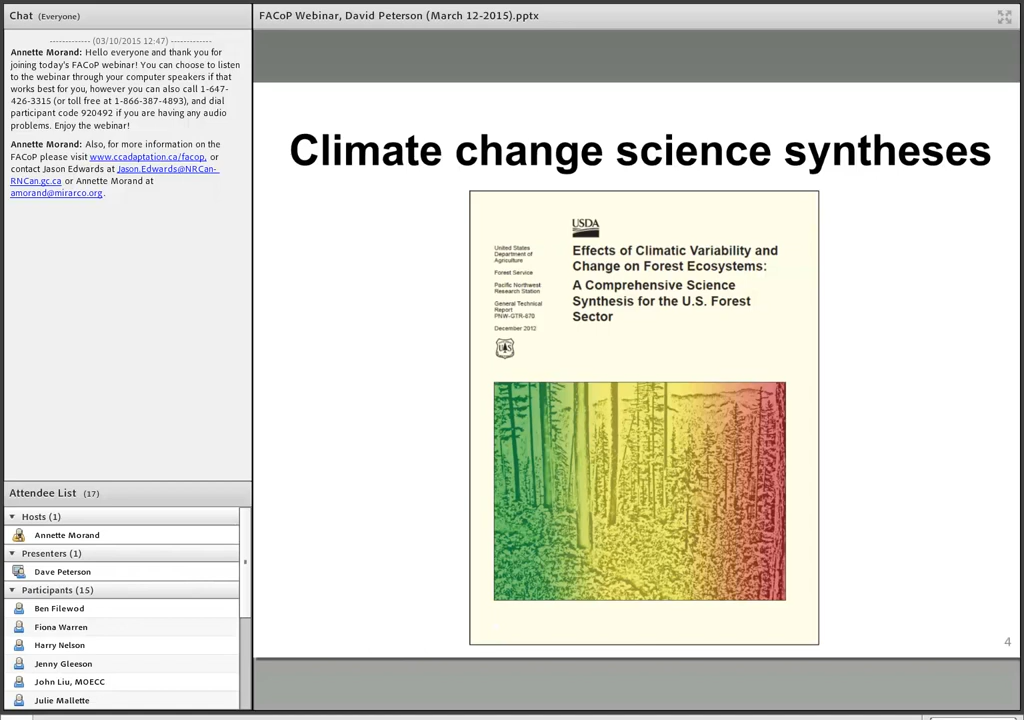 Chat (Everyone)
------------- (03/10/2015 12:47) -------------
Annette Morand: Hello everyone and thank you for
joining today's FACoP webinar! You can choose to listen
to the webinar through your computer speakers if that
works best for you, however you can also call 1-647-
426-3315 (or toll free at 1-866-387-4893), and dial
participant code 920492 if you are having any audio
problems. Enjoy the webinar!
Annette Morand: Also, for more information on the
FACoP please visit www.ccadaptation.ca/facop, or
contact Jason Edwards at Jason.Edwards@NRCan-
RNCan.gc.ca or Annette Morand at
amorand@mirarco.org.
Attendee List (17)
Hosts (1)
Annette Morand
Presenters (1)
Dave Peterson
Participants (15)
Ben Filewod
Fiona Warren
Harry Nelson
Jenny Gleeson
John Liu, MOECC
Julie Mallette
FACoP Webinar, David Peterson (March 12-2015).pptx
Climate change science syntheses
USDA
United States
Department of
Agriculture
Forest Service
Pacific Northwest
Research Station
General Technical
Report
PNW-GTR-870
December 2012
Effects of Climatic Variability and
Change on Forest Ecosystems:
A Comprehensive Science
Synthesis for the U.S. Forest
Sector
4